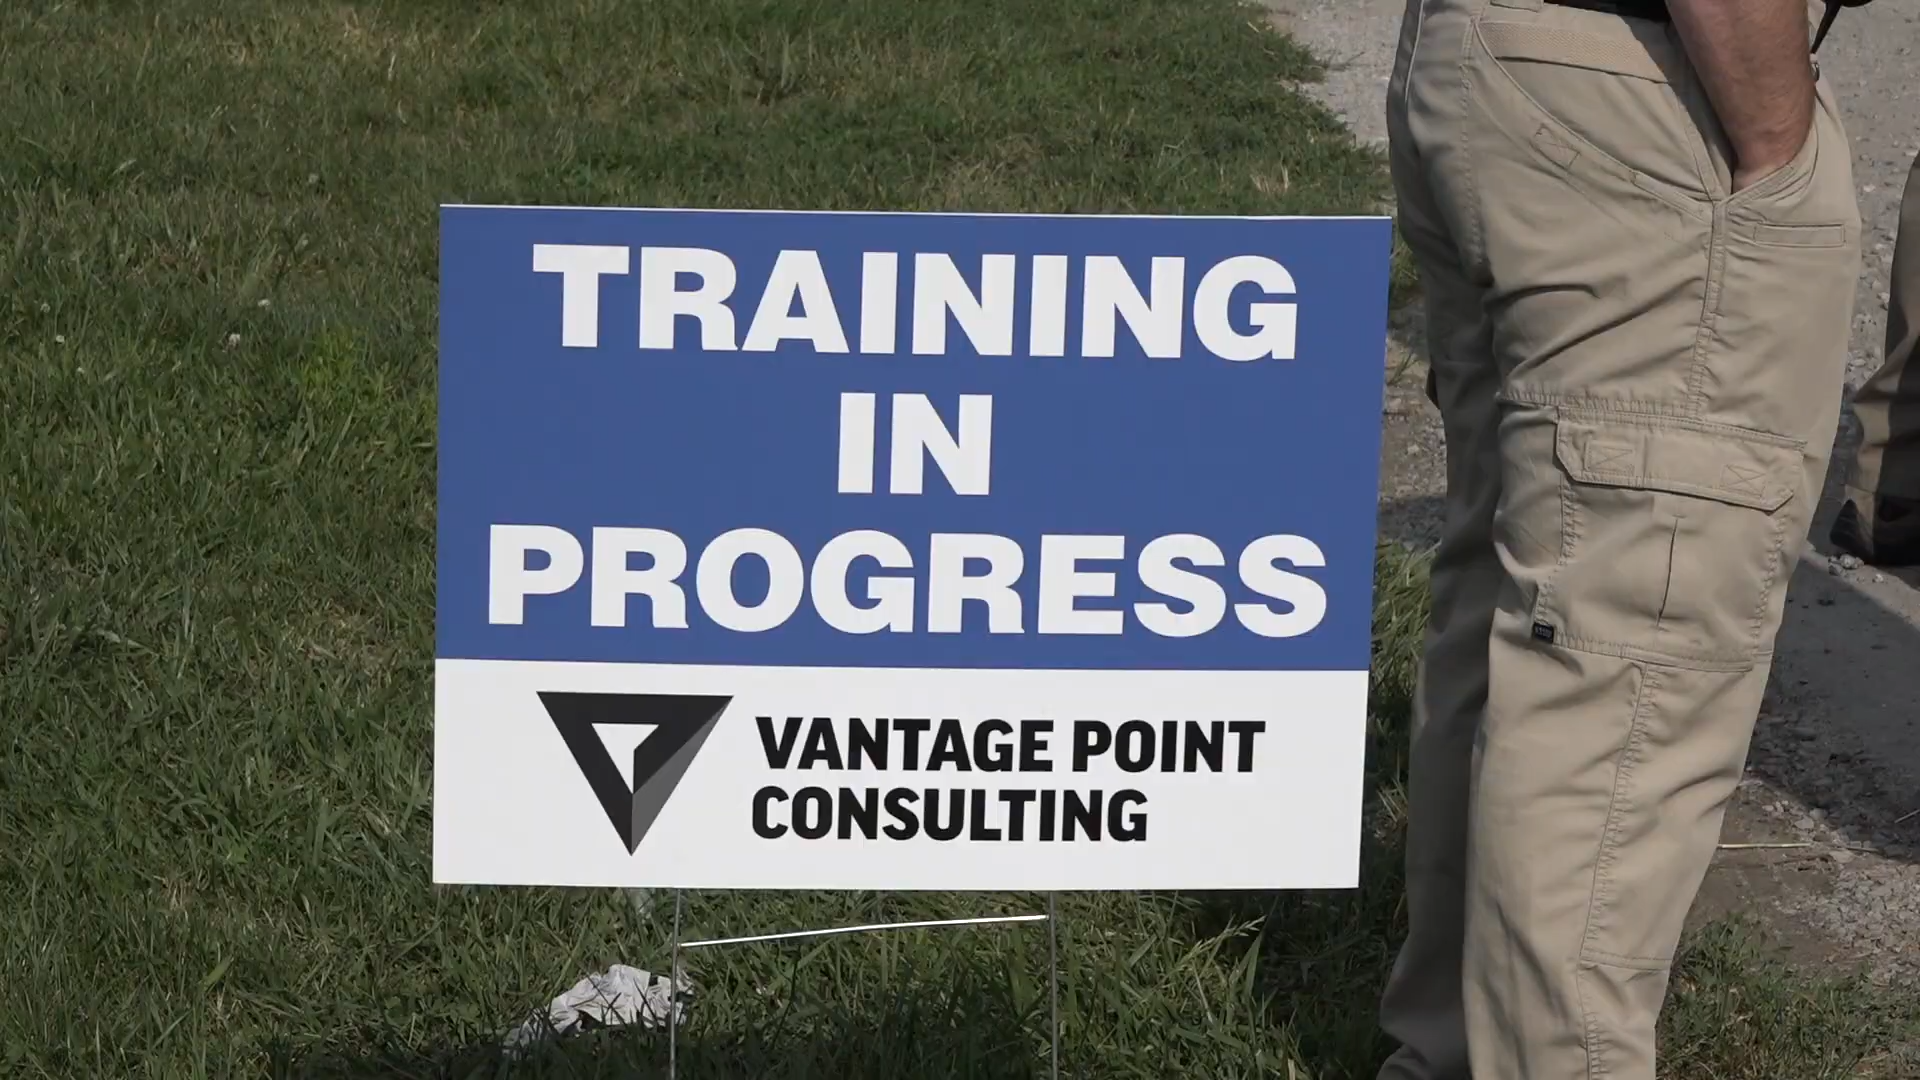 TRAINING
IN
PROGRESS
VANTAGE POINT
CONSULTING